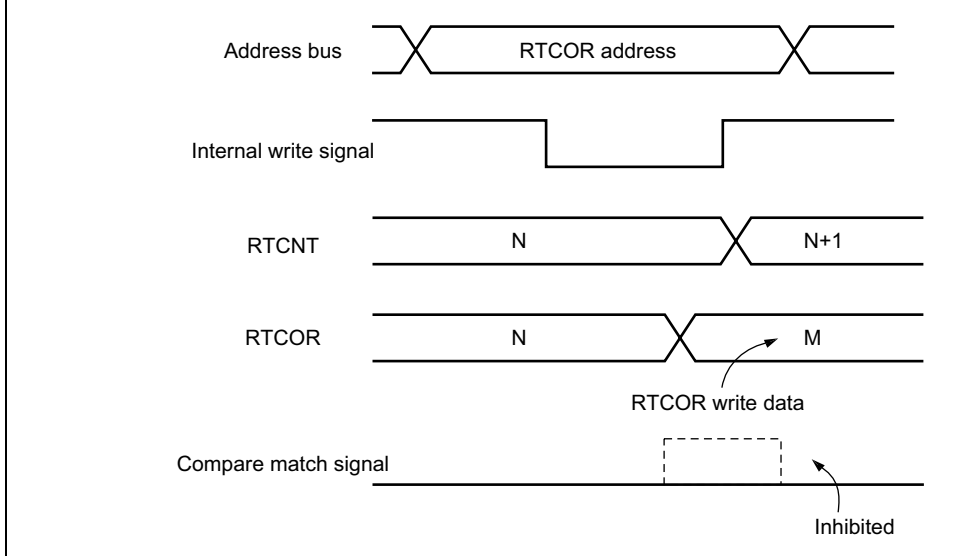 Address bus
RTCOR address
Internal write signal
RTCNT
N
N+1
RTCOR
N
M
RTCOR write data
Compare match signal
Inhibited